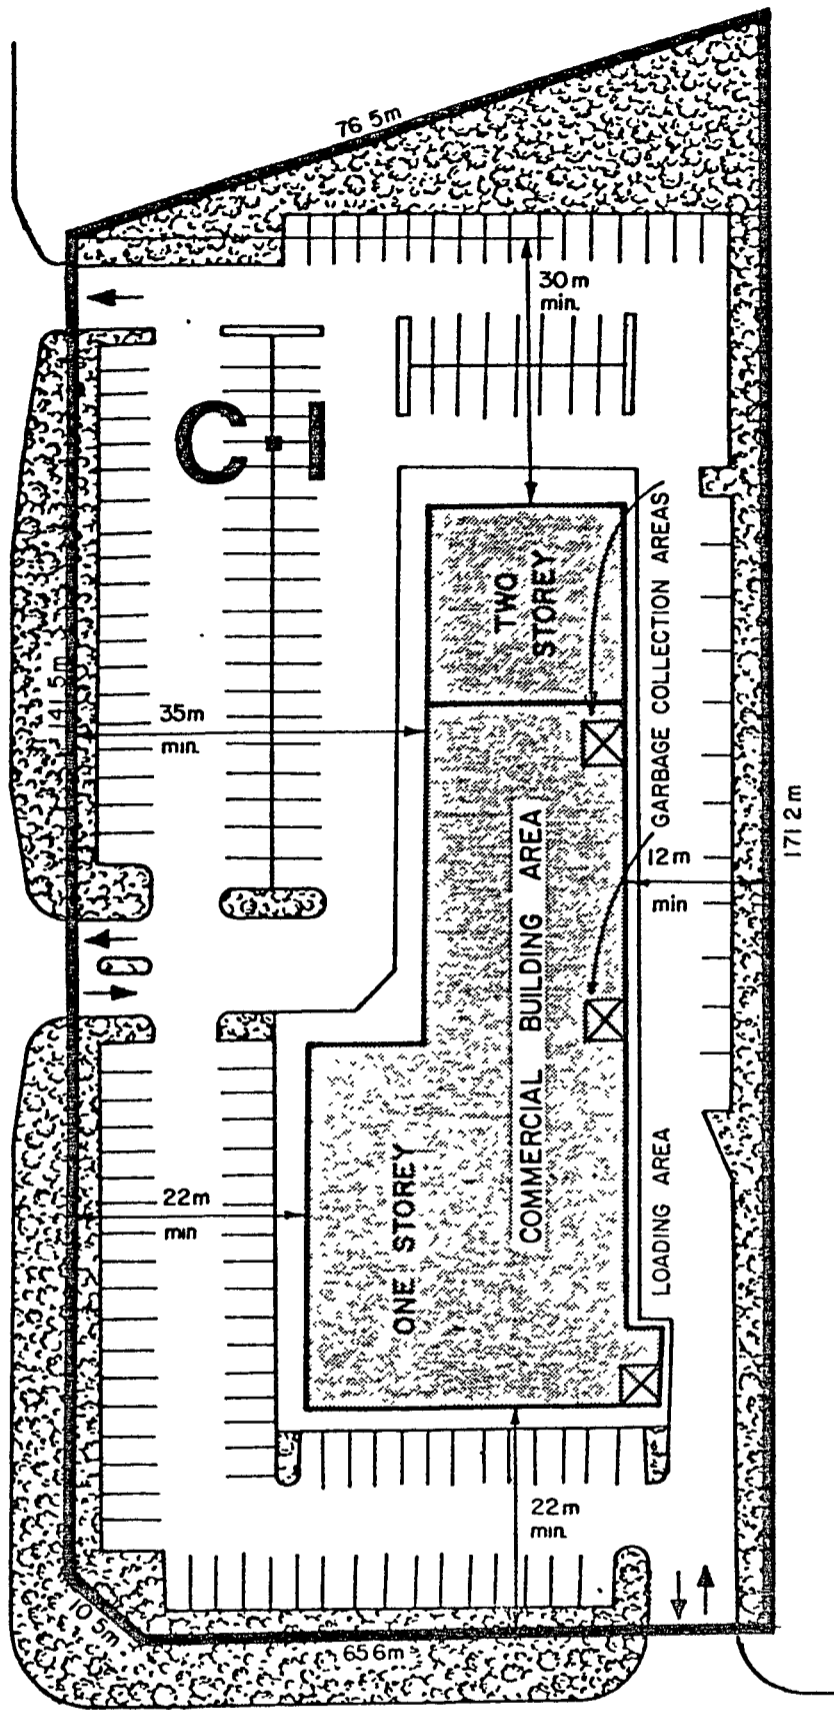 76 5m
30m
min.
C1
TWO
STOREY
GARBAGE COLLECTION AREAS
141.5m
35m
min.
171 2m
12m
min
COMMERCIAL BUILDING AREA
ONE STOREY
LOADING AREA
22m
min
22m
min.
10 5m
65 6m